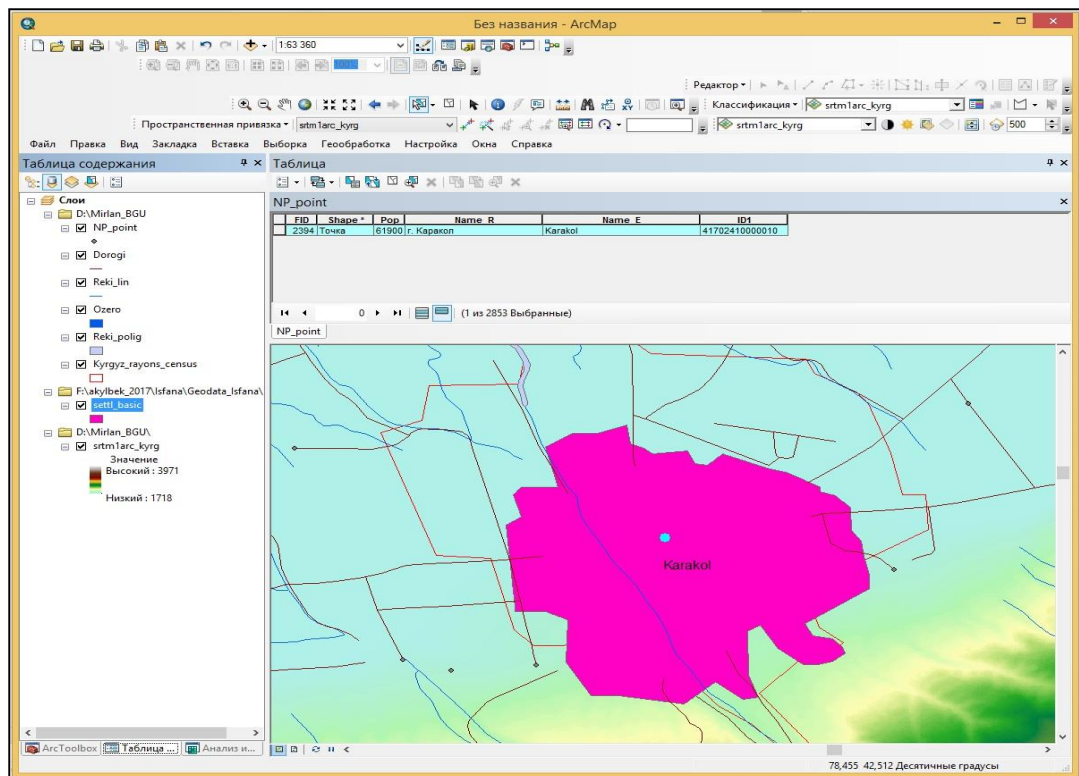 Без названия - ArcMap
1:63 360
100%
Редактор
Классификация srtm1arc_kyrg
Пространственная привязка srtm1arc_kyrg srtm1arc_kyrg 500
Файл Правка Вид Закладка Вставка Выборка Геообработка Настройка Окна Справка
Таблица содержания
Слои
D:\Mirlan_BGU
NP_point
Dorogi
Reki_lin
Ozero
Reki_polig
Kyrgyz_rayons_census
F:\akylbek_2017\Isfana\Geodata_Isfana\
settl_basic
D:\Mirlan_BGU\
srtm1arc_kyrg
Значение
Высокий : 3971
Низкий : 1718
ArcToolbox Таблица ... Анализ и...
Таблица
NP_point
FID Shape * Pop Name_R Name_E ID1
2394 Точка 61900 г. Каракол Karakol 41702410000010
0 (1 из 2853 Выбранные)
NP_point
Karakol
78,455 42,512 Десятичные градусы